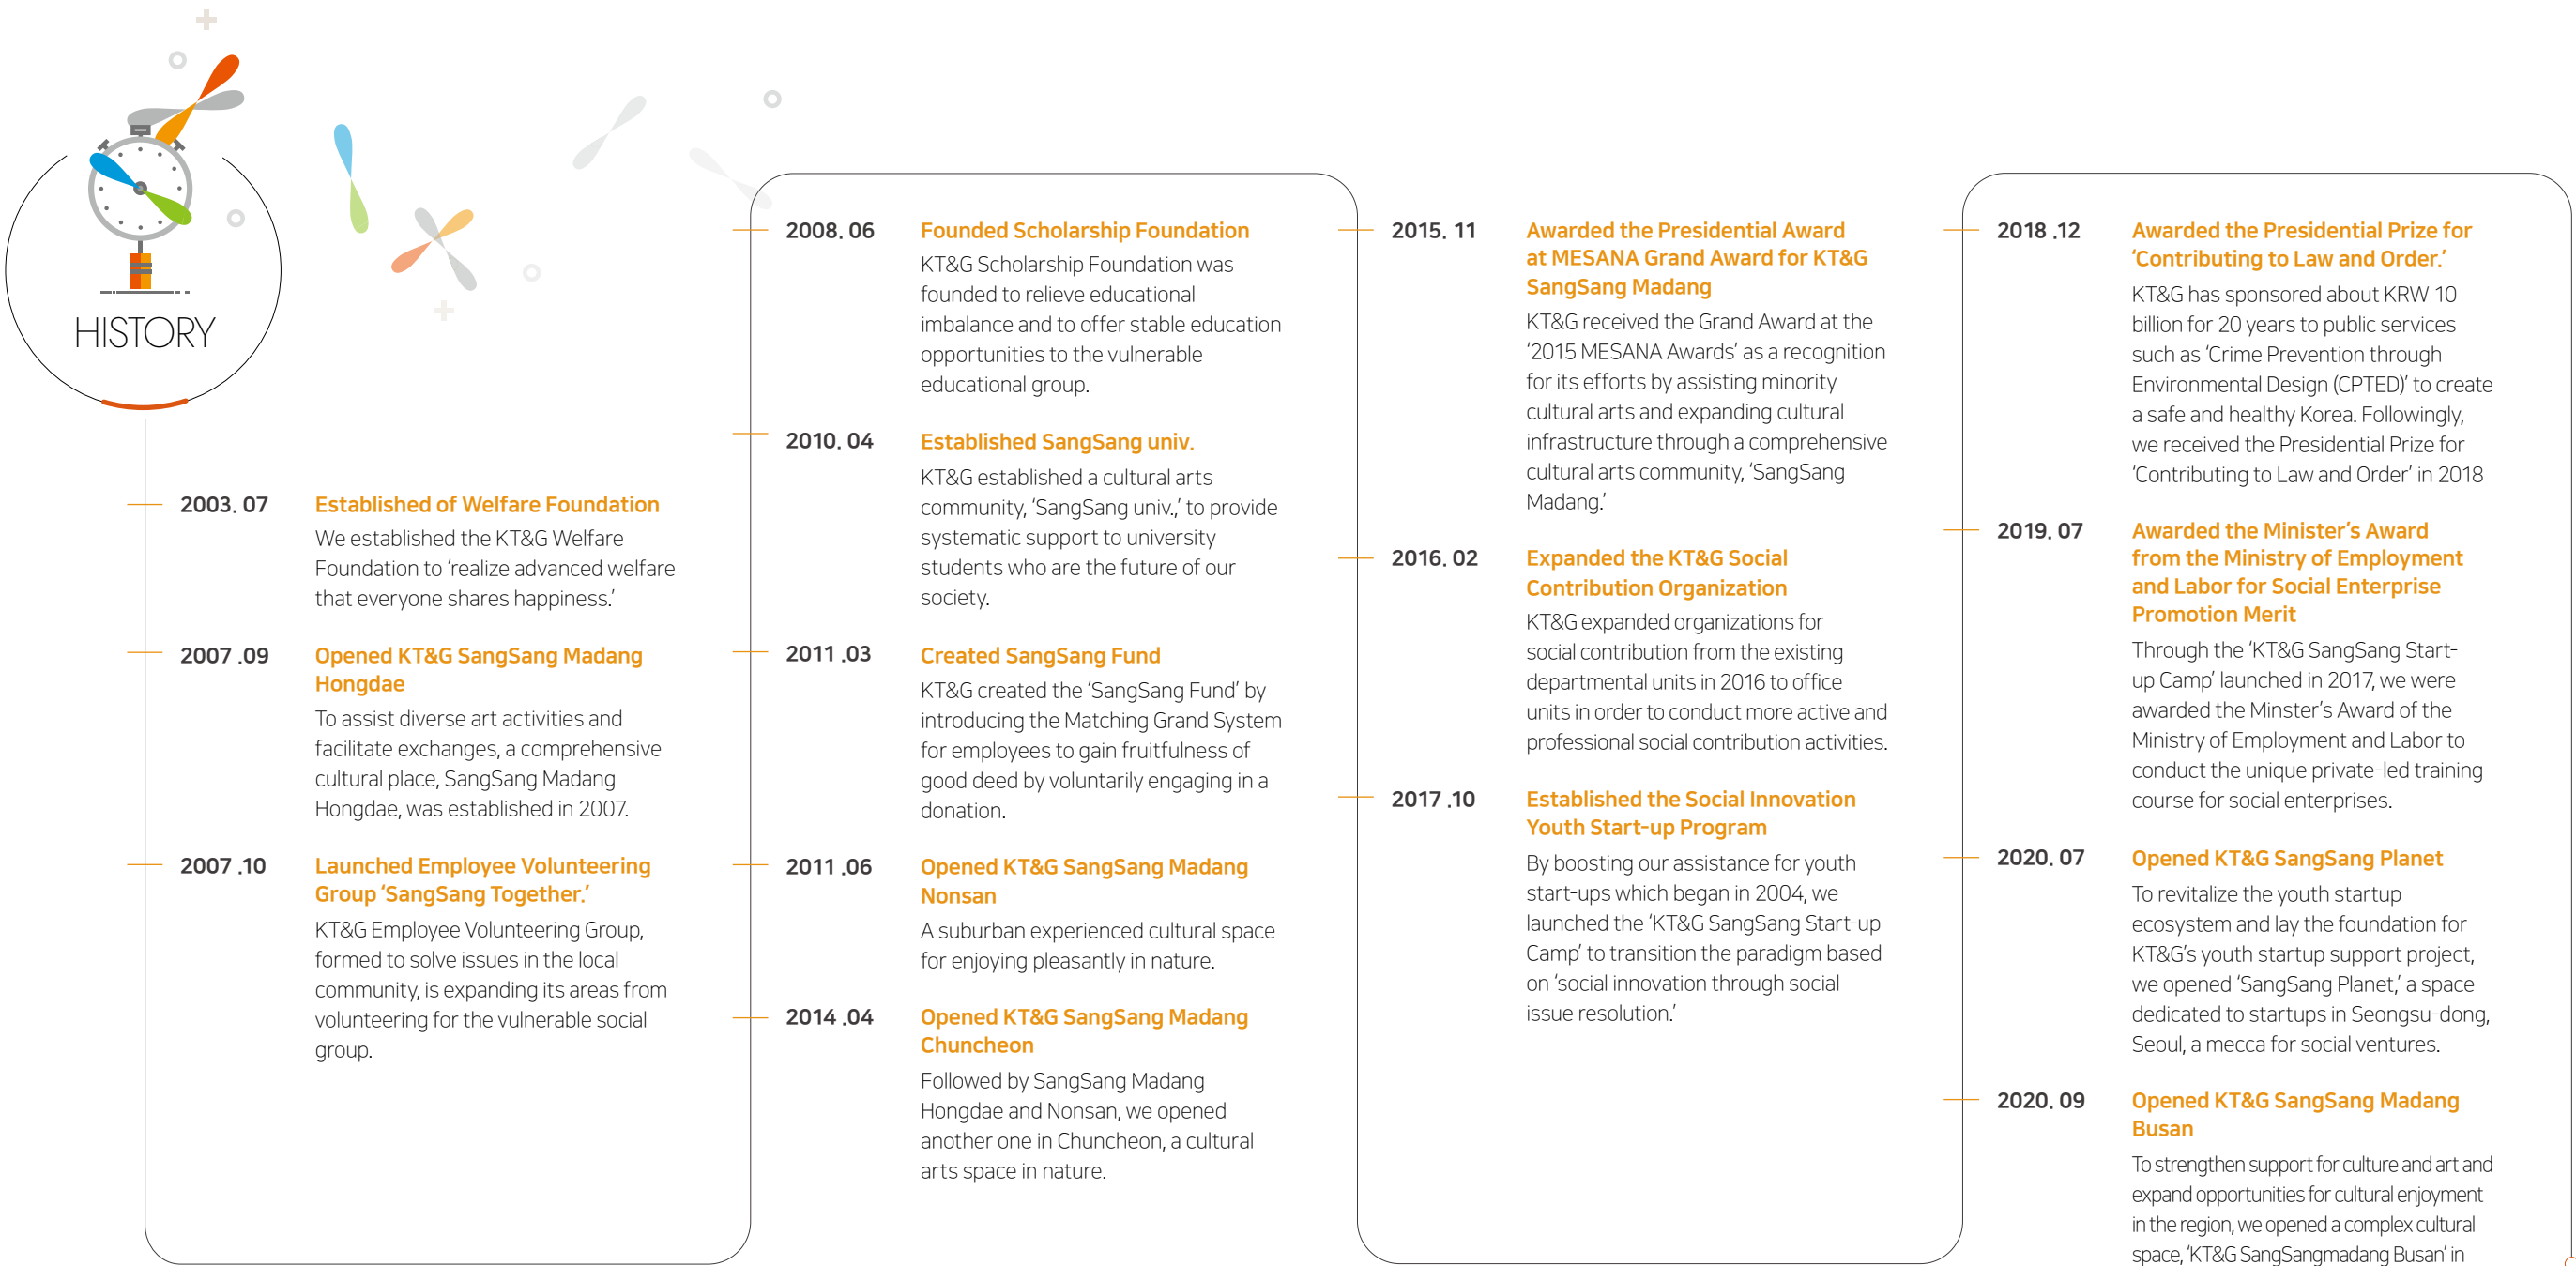 HISTORY
2003. 07
Established of Welfare Foundation
We established the KT&G Welfare
Foundation to ‘realize advanced welfare
that everyone shares happiness.’
2007 .09
Opened KT&G SangSang Madang
Hongdae
To assist diverse art activities and
facilitate exchanges, a comprehensive
cultural place, SangSang Madang
Hongdae, was established in 2007.
2007 .10
Launched Employee Volunteering
Group ‘SangSang Together.’
KT&G Employee Volunteering Group,
formed to solve issues in the local
community, is expanding its areas from
volunteering for the vulnerable social
group.
2008. 06
Founded Scholarship Foundation
KT&G Scholarship Foundation was
founded to relieve educational
imbalance and to offer stable education
opportunities to the vulnerable
educational group.
2010. 04
Established SangSang univ.
KT&G established a cultural arts
community, ‘SangSang univ.,’ to provide
systematic support to university
students who are the future of our
society.
2011 .03
Created SangSang Fund
KT&G created the ‘SangSang Fund’ by
introducing the Matching Grand System
for employees to gain fruitfulness of
good deed by voluntarily engaging in a
donation.
2011 .06
Opened KT&G SangSang Madang
Nonsan
A suburban experienced cultural space
for enjoying pleasantly in nature.
2014 .04
Opened KT&G SangSang Madang
Chuncheon
Followed by SangSang Madang
Hongdae and Nonsan, we opened
another one in Chuncheon, a cultural
arts space in nature.
2015. 11
Awarded the Presidential Award
at MESANA Grand Award for KT&G
SangSang Madang
KT&G received the Grand Award at the
‘2015 MESANA Awards’ as a recognition
for its efforts by assisting minority
cultural arts and expanding cultural
infrastructure through a comprehensive
cultural arts community, ‘SangSang
Madang.’
2016. 02
Expanded the KT&G Social
Contribution Organization
KT&G expanded organizations for
social contribution from the existing
departmental units in 2016 to office
units in order to conduct more active and
professional social contribution activities.
2017 .10
Established the Social Innovation
Youth Start-up Program
By boosting our assistance for youth
start-ups which began in 2004, we
launched the ‘KT&G SangSang Start-up
Camp’ to transition the paradigm based
on ‘social innovation through social
issue resolution.’
2018 .12
Awarded the Presidential Prize for
‘Contributing to Law and Order.’
KT&G has sponsored about KRW 10
billion for 20 years to public services
such as ‘Crime Prevention through
Environmental Design (CPTED)’ to create
a safe and healthy Korea. Followingly,
we received the Presidential Prize for
‘Contributing to Law and Order’ in 2018
2019. 07
Awarded the Minister’s Award
from the Ministry of Employment
and Labor for Social Enterprise
Promotion Merit
Through the ‘KT&G SangSang Start-
up Camp’ launched in 2017, we were
awarded the Minster’s Award of the
Ministry of Employment and Labor to
conduct the unique private-led training
course for social enterprises.
2020. 07
Opened KT&G SangSang Planet
To revitalize the youth startup
ecosystem and lay the foundation for
KT&G’s youth startup support project,
we opened ‘SangSang Planet,’ a space
dedicated to startups in Seongsu-dong,
Seoul, a mecca for social ventures.
2020. 09
Opened KT&G SangSang Madang
Busan
To strengthen support for culture and art and
expand opportunities for cultural enjoyment
in the region, we opened a complex cultural
space, ‘KT&G SangSangmadang Busan’ in